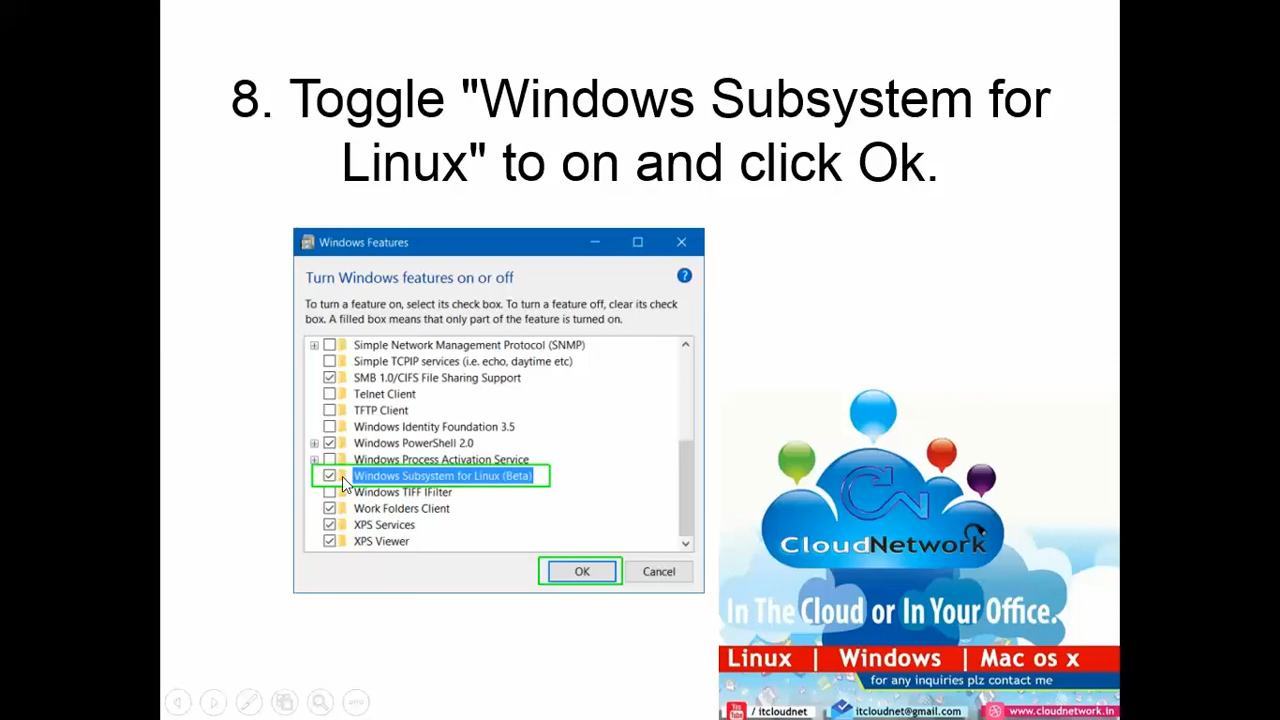 8. Toggle "Windows Subsystem for
Linux" to on and click Ok.
Windows Features
Turn Windows features on or off
?
To turn a feature on, select its check box. To turn a feature off, clear its check
box. A filled box means that only part of the feature is turned on.
Simple Network Management Protocol (SNMP)
Simple TCPIP services (i.e. echo, daytime etc)
SMB 1.0/CIFS File Sharing Support
Telnet Client
TFTP Client
Windows Identity Foundation 3.5
Windows PowerShell 2.0
Windows Process Activation Service
Windows Subsystem for Linux (Beta)
Windows TIFF IFilter
Work Folders Client
XPS Services
XPS Viewer
OK
Cancel
CloudNetwork
In The Cloud or In Your Office.
Linux | Windows | Mac os x
for any inquiries plz contact me
You Tube / itcloudnet
itcloudnet@gmail.com
www.cloudnetwork.in